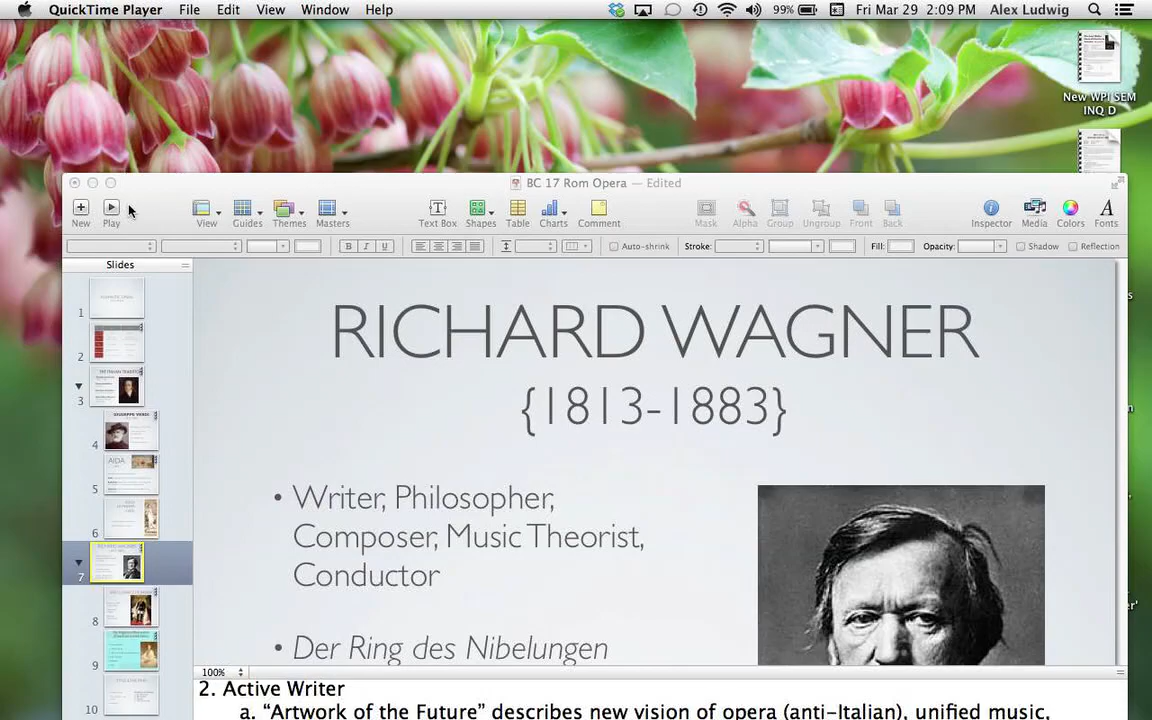 QuickTime Player File Edit View Window Help 99% Fri Mar 29 2:09 PM Alex Ludwig
New WPI SEM
INQ D
BC 17 Rom Opera — Edited
New Play View Guides Themes Masters Text Box Shapes Table Charts Comment Mask Alpha Group Ungroup Front Back Inspector Media Colors Fonts
B I U Auto-shrink Stroke: Fill: Opacity: Shadow Reflection
Slides
1
2
3
4
5
6
7
8
9
10
RICHARD WAGNER
{1813-1883}
• Writer, Philosopher,
Composer, Music Theorist,
Conductor
• Der Ring des Nibelungen
100%
2. Active Writer
a. “Artwork of the Future” describes new vision of opera (anti-Italian), unified music,